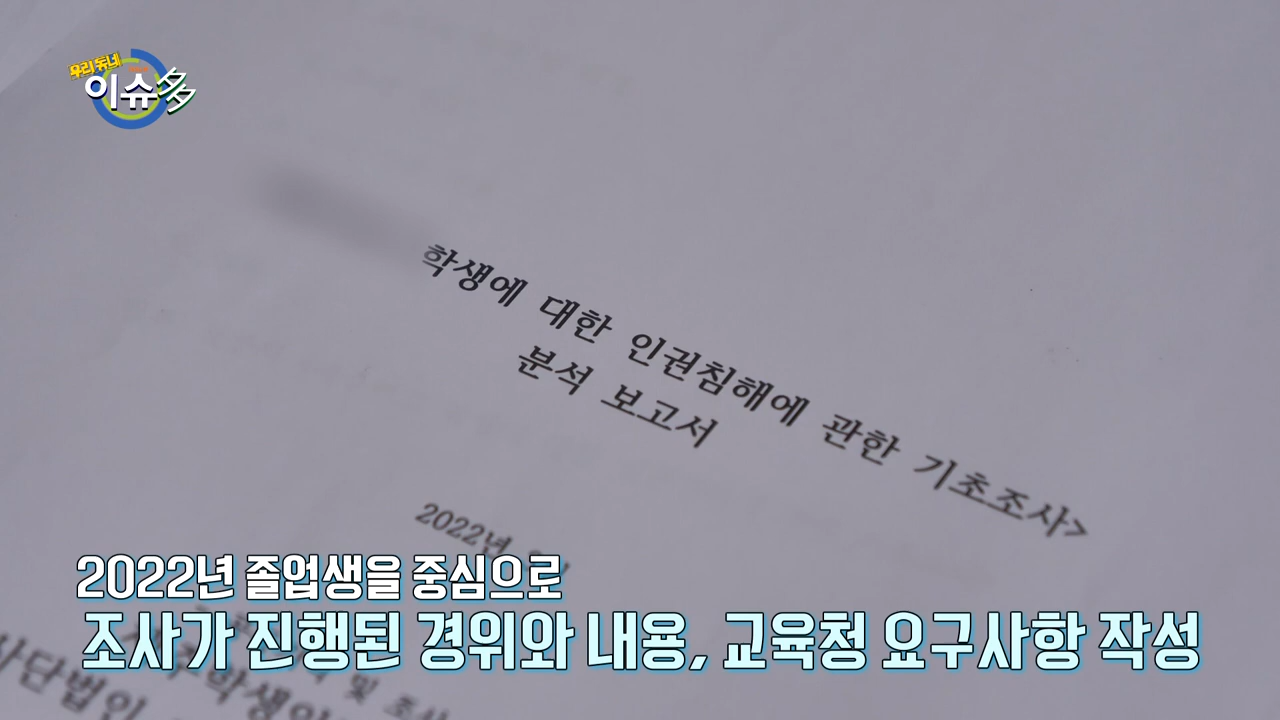 우리동네
이슈多
학생에 대한 인권침해에 관한 기초조사>
분석 보고서
2022년
2022년 졸업생을 중심으로
조사가 진행된 경위와 내용, 교육청 요구사항 작성
및 조사
사단법인